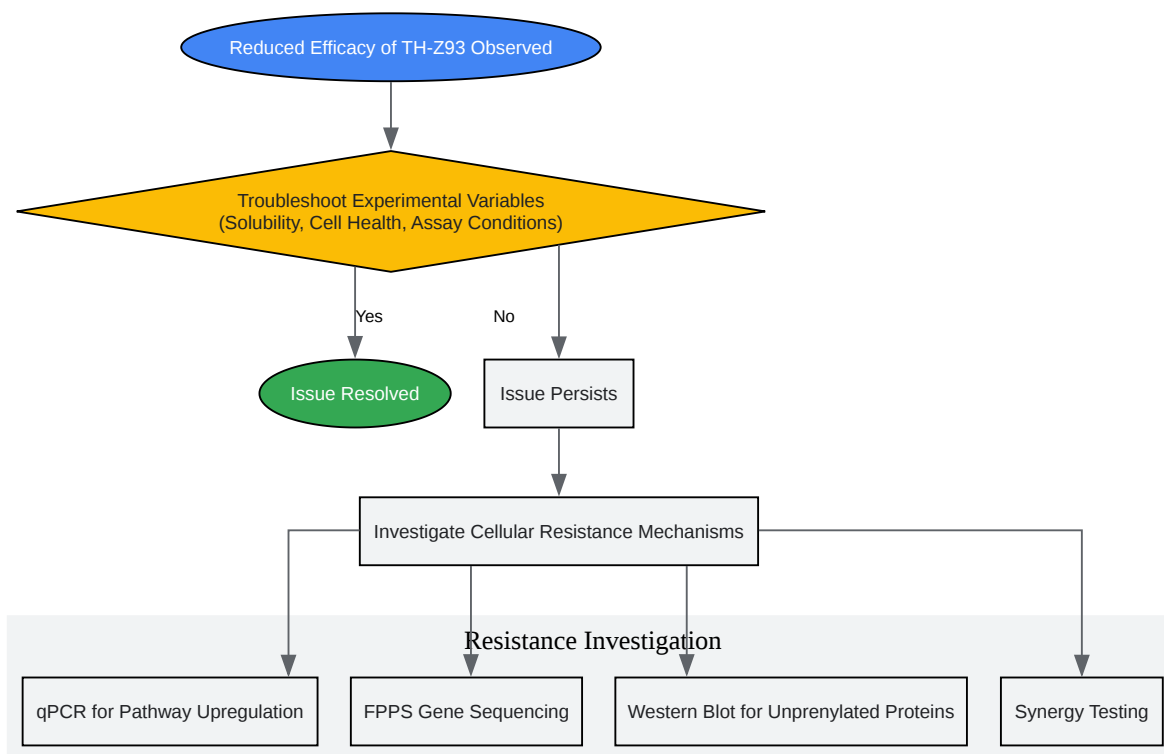 Reduced Efficacy of TH-Z93 Observed
Troubleshoot Experimental Variables
(Solubility, Cell Health, Assay Conditions)
Yes
No
Issue Resolved
Issue Persists
Investigate Cellular Resistance Mechanisms
Resistance Investigation
qPCR for Pathway Upregulation
FPPS Gene Sequencing
Western Blot for Unprenylated Proteins
Synergy Testing